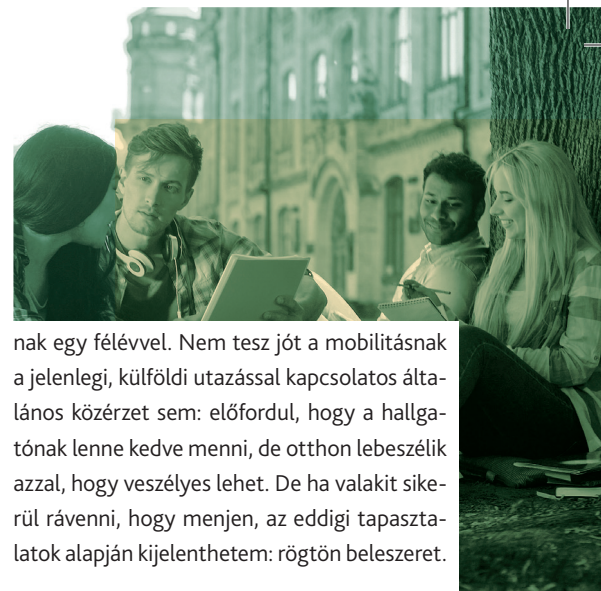 nak egy félévvel. Nem tesz jót a mobilitásnak
a jelenlegi, külföldi utazással kapcsolatos álta-
lános közérzet sem: előfordul, hogy a hallga-
tónak lenne kedve menni, de otthon lebeszélik
azzal, hogy veszélyes lehet. De ha valakit sike-
rül rávenni, hogy menjen, az eddigi tapaszta-
latok alapján kijelenthetem: rögtön beleszeret.